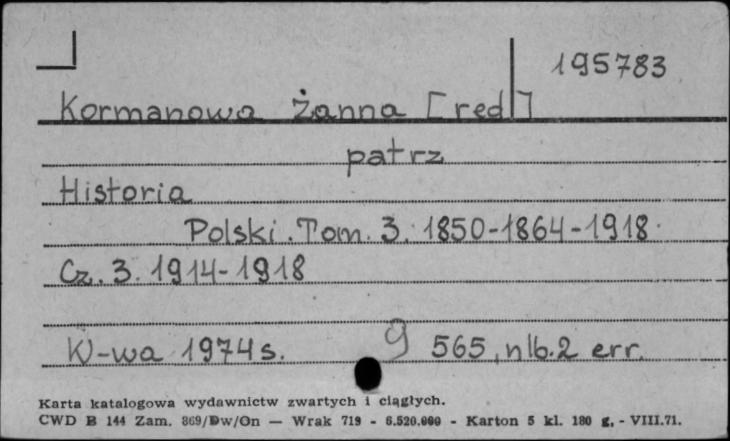 195783
Kormanowa Żanna [red]
patrz
Historia
Polski. Tom. 3. 1850-1864-1918.
Cz. 3. 1914-1918
W-wa 1974 s. 565, nlb. 2 err.
g
Karta katalogowa wydawnictw zwartych i ciągłych.
CWD B 144 Zam. 869/Dw/On — Wrak 719 - 6.520.000 - Karton 5 kl. 180 g, - VIII.71.